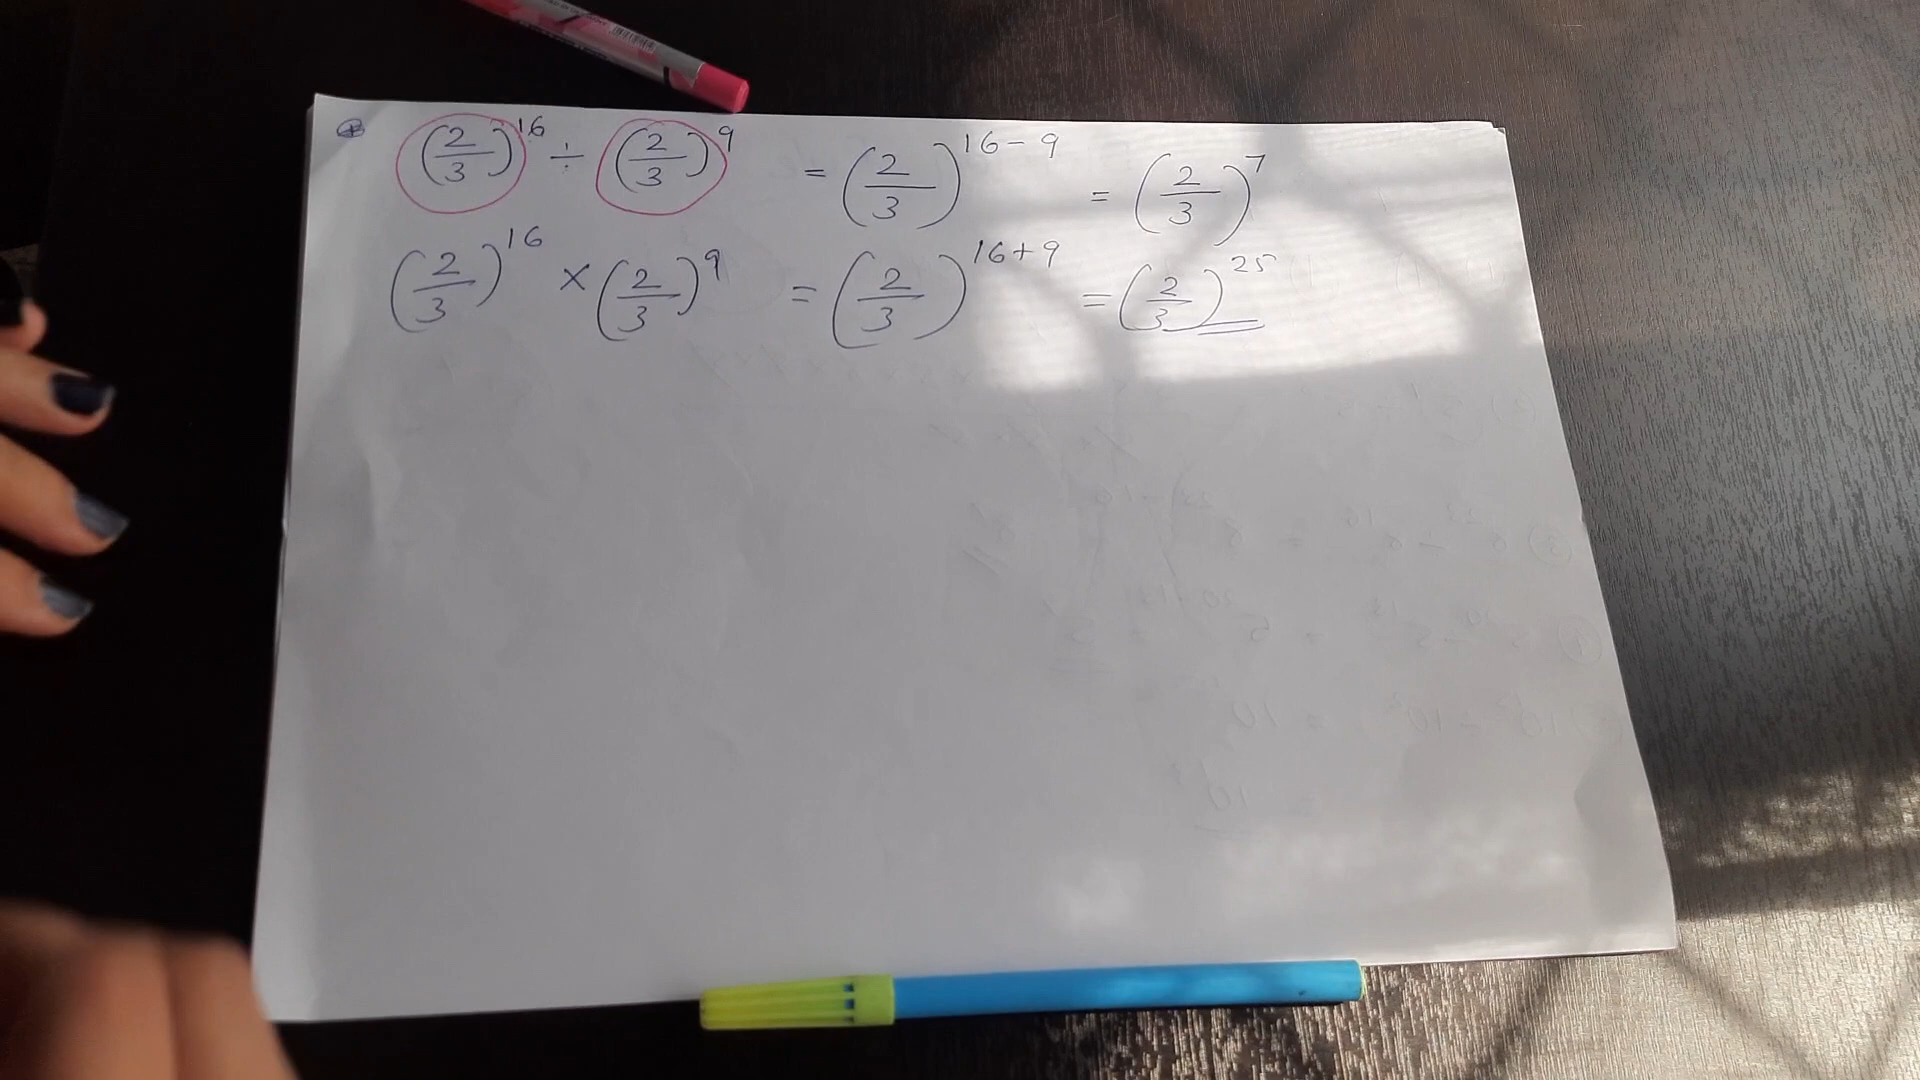 ⊛ (2/3)^16 ÷ (2/3)^9 = (2/3)^16-9 = (2/3)^7
(2/3)^16 × (2/3)^9 = (2/3)^16+9 = (2/3)^25